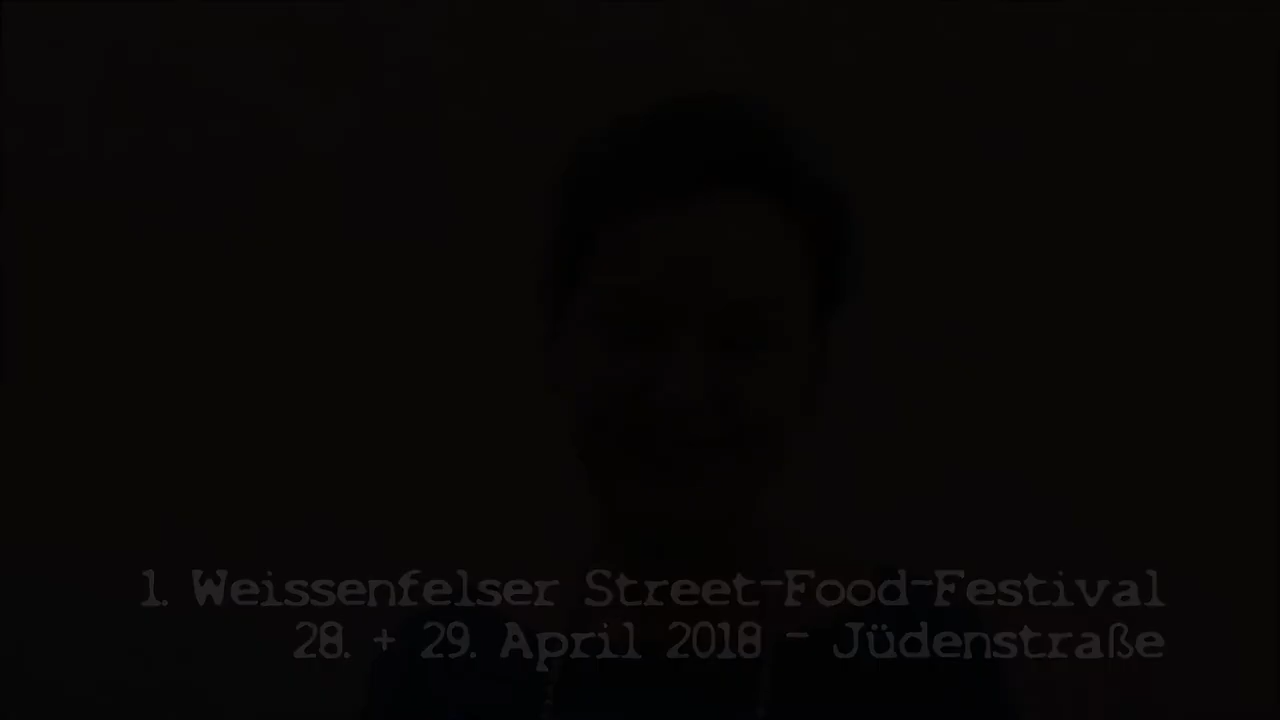 1. Weissenfelser Street-Food-Festival
28. + 29. April 2018 - Jüdenstraße